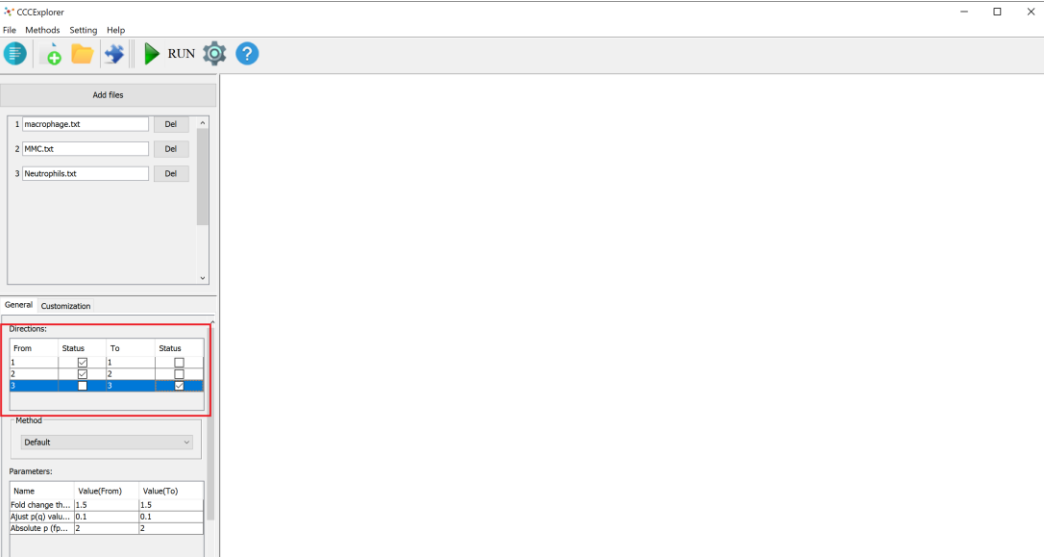 CCCExplorer
File Methods Setting Help
RUN
Add files
1 macrophage.txt Del
2 MMC.txt Del
3 Neutrophils.txt Del
General Customization
Directions:
From Status To Status
1 1
2 2
3 3
Method
Default
Parameters:
Name Value(From) Value(To)
Fold change th... 1.5 1.5
Ajust p(q) valu... 0.1 0.1
Absolute p (fp... 2 2